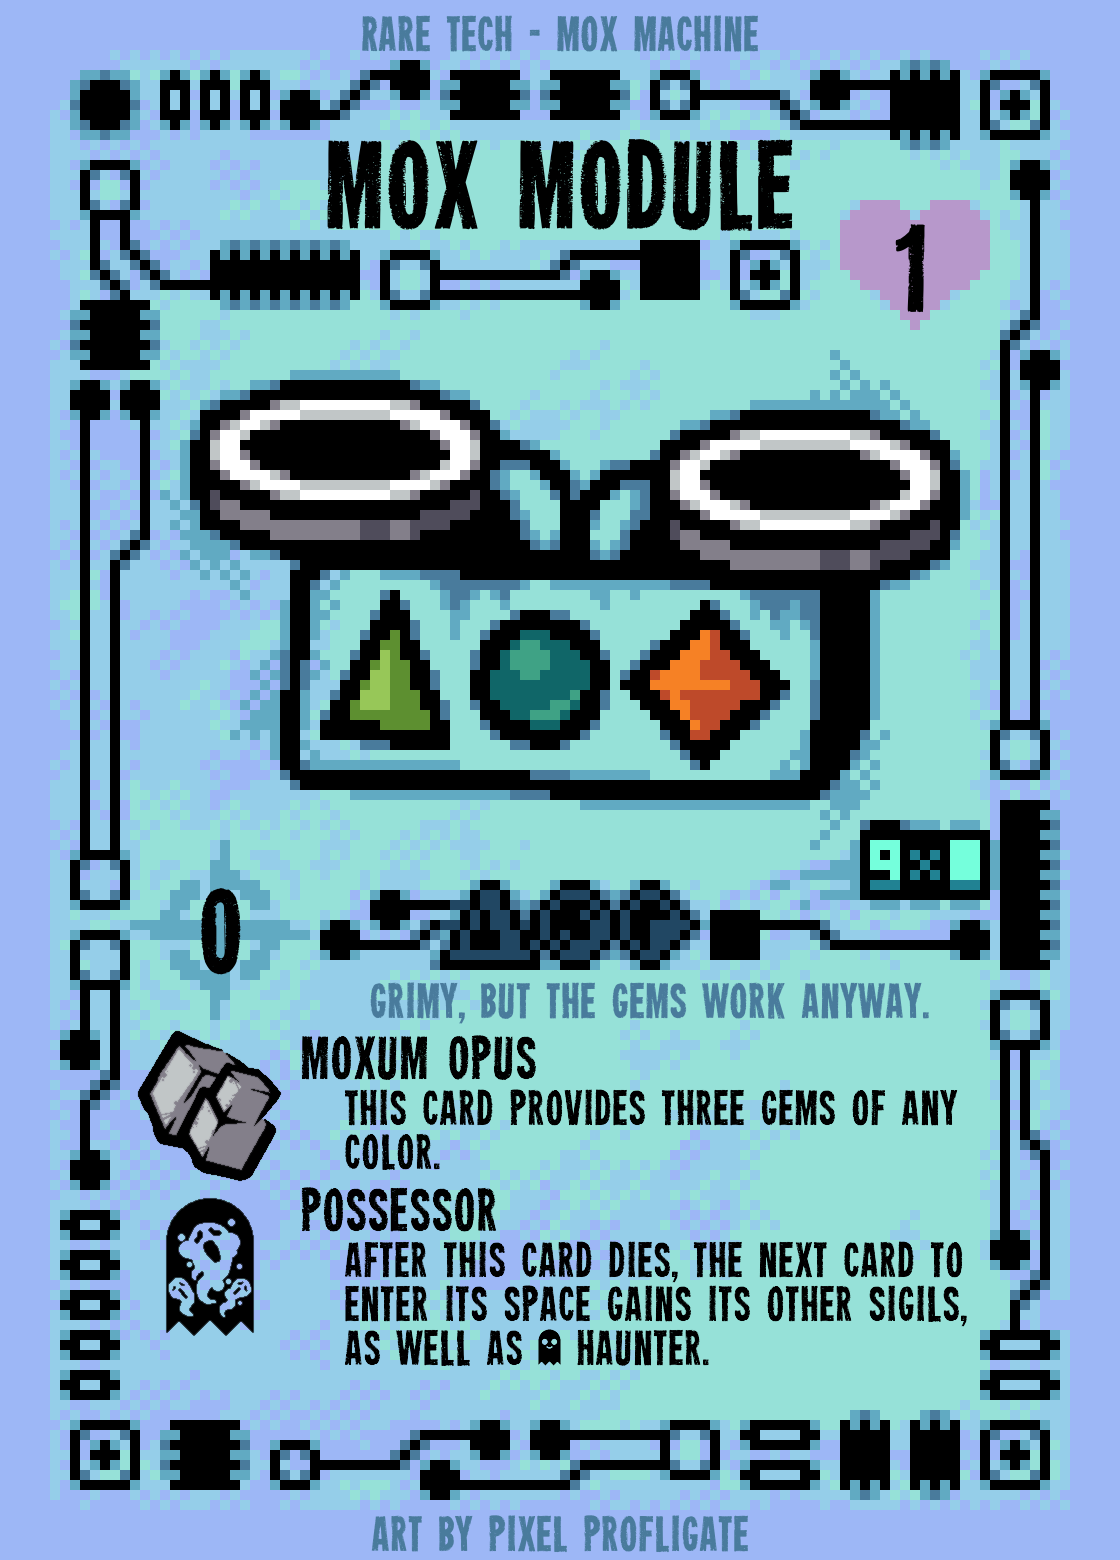 RARE TECH - MOX MACHINE
MOX MODULE
1
9
0
GRIMY, BUT THE GEMS WORK ANYWAY.
MOXUM OPUS
THIS CARD PROVIDES THREE GEMS OF ANY
COLOR.
POSSESSOR
AFTER THIS CARD DIES, THE NEXT CARD TO
ENTER ITS SPACE GAINS ITS OTHER SIGILS,
AS WELL AS HAUNTER.
ART BY PIXEL PROFLIGATE